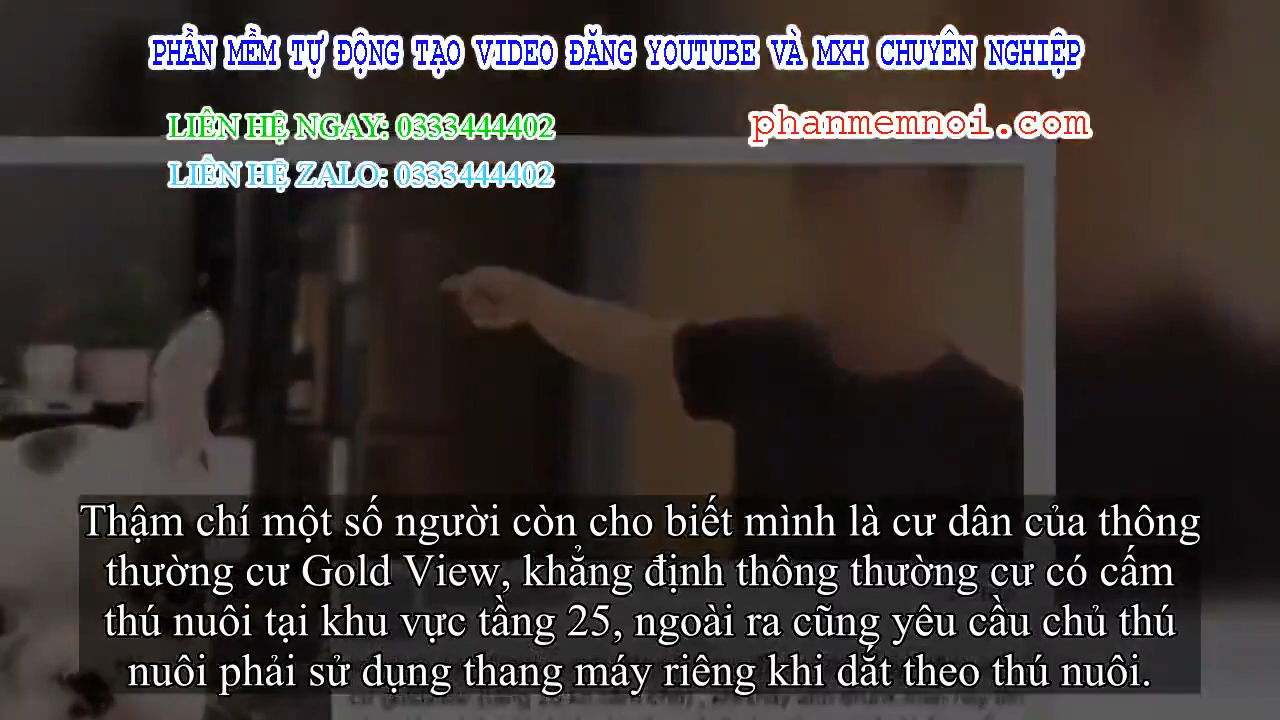 PHẦN MỀM TỰ ĐỘNG TẠO VIDEO ĐĂNG YOUTUBE VÀ MXH CHUYÊN NGHIỆP
LIÊN HỆ NGAY: 0333444402
phanmemnoi.com
LIÊN HỆ ZALO: 0333444402
Thậm chí một số người còn cho biết mình là cư dân của thông
thường cư Gold View, khẳng định thông thường cư có cấm
thú nuôi tại khu vực tầng 25, ngoài ra cũng yêu cầu chủ thú
nuôi phải sử dụng thang máy riêng khi dắt theo thú nuôi.